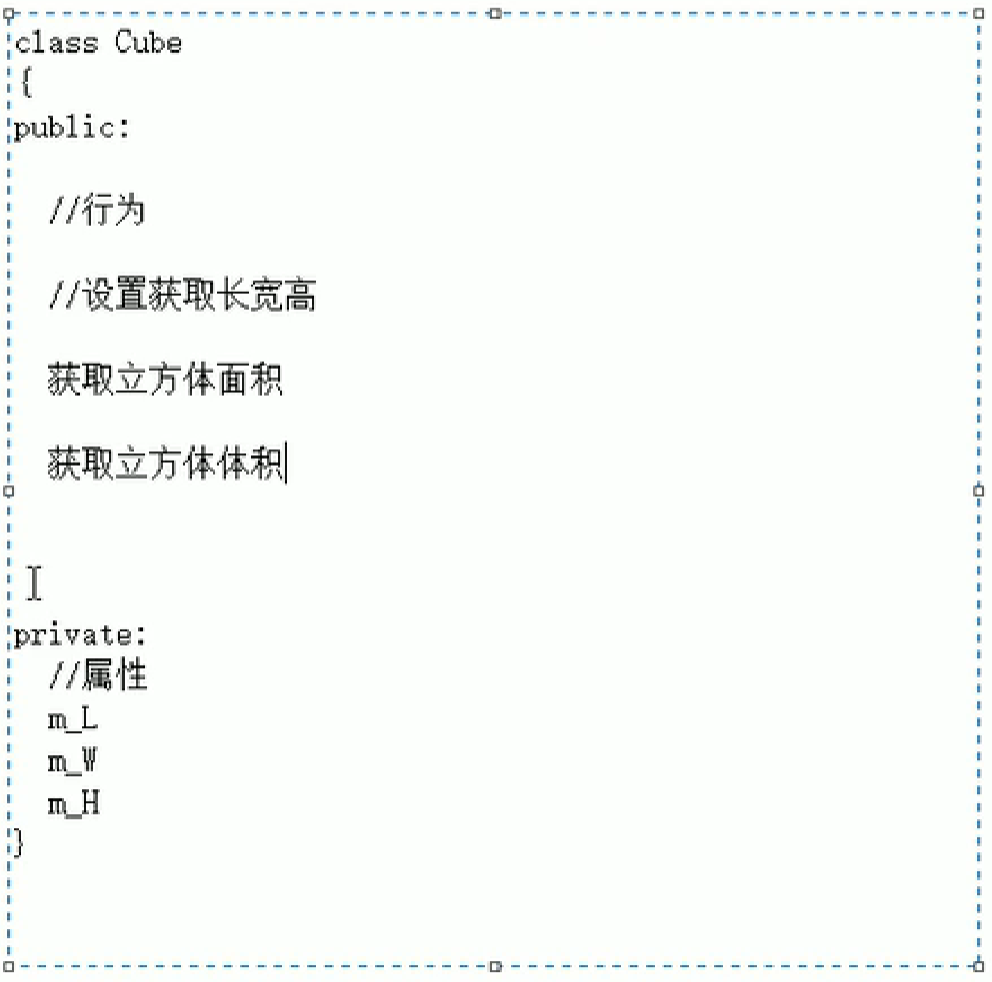 class Cube
{
public:
//行为
//设置获取长宽高
获取立方体面积
获取立方体体积
private:
//属性
m_L
m_W
m_H
}